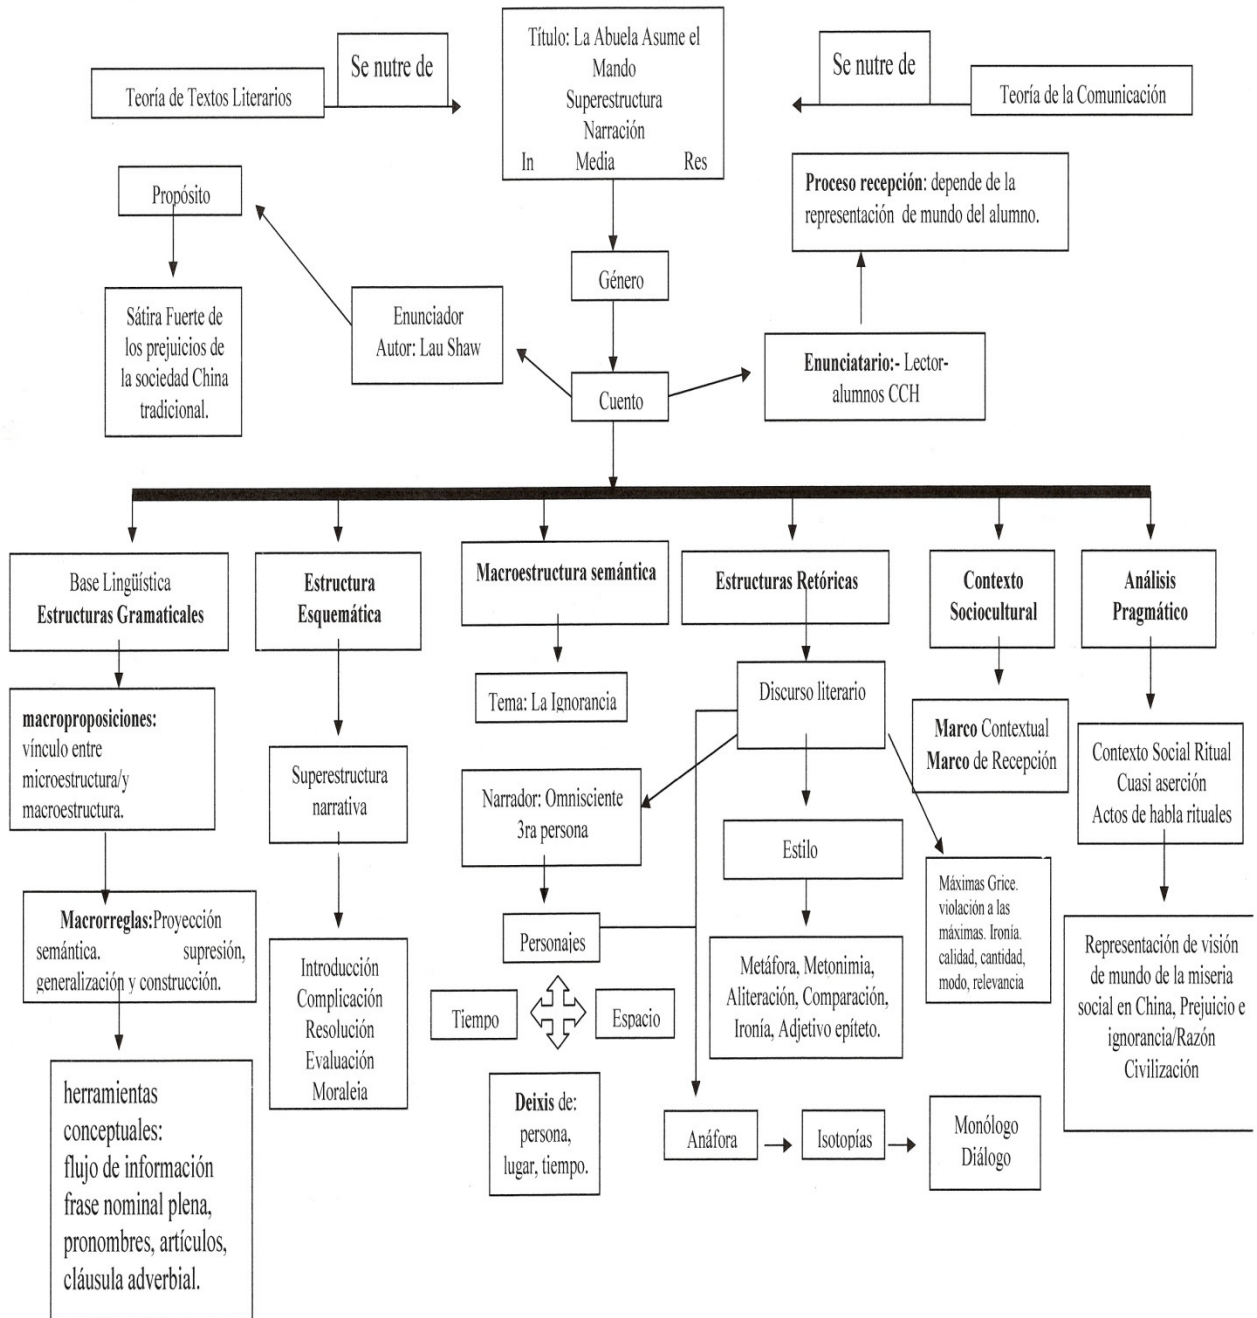 Título: La Abuela Asume el
Mando
Superestructura
Narración
In Media Res
Se nutre de
Se nutre de
Teoría de Textos Literarios
Teoría de la Comunicación
Propósito
Proceso recepción: depende de la
representación de mundo del alumno.
Género
Sátira Fuerte de
los prejuicios de
la sociedad China
tradicional.
Enunciador
Autor: Lau Shaw
Enunciatario:- Lector-
alumnos CCH
Cuento
Base Lingüística
Estructuras Gramaticales
Estructura
Esquemática
Macroestructura semántica
Estructuras Retóricas
Contexto
Sociocultural
Análisis
Pragmático
macroproposiciones:
vínculo entre
microestructura/y
macroestructura.
Tema: La Ignorancia
Discurso literario
Marco Contextual
Marco de Recepción
Superestructura
narrativa
Narrador: Omnisciente
3ra persona
Contexto Social Ritual
Cuasi aserción
Actos de habla rituales
Estilo
Macrorreglas:Proyección
semántica. supresión,
generalización y construcción.
Máximas Grice.
violación a las
máximas. Ironía.
calidad, cantidad,
modo, relevancia
Personajes
Introducción
Complicación
Resolución
Evaluación
Moraleja
Metáfora, Metonimia,
Aliteración, Comparación,
Ironía, Adjetivo epíteto.
Representación de visión
de mundo de la miseria
social en China, Prejuicio e
ignorancia/Razón
Civilización
Tiempo
Espacio
herramientas
conceptuales:
flujo de información
frase nominal plena,
pronombres, artículos,
cláusula adverbial.
Deixis de:
persona,
lugar, tiempo.
Anáfora
Isotopías
Monólogo
Diálogo